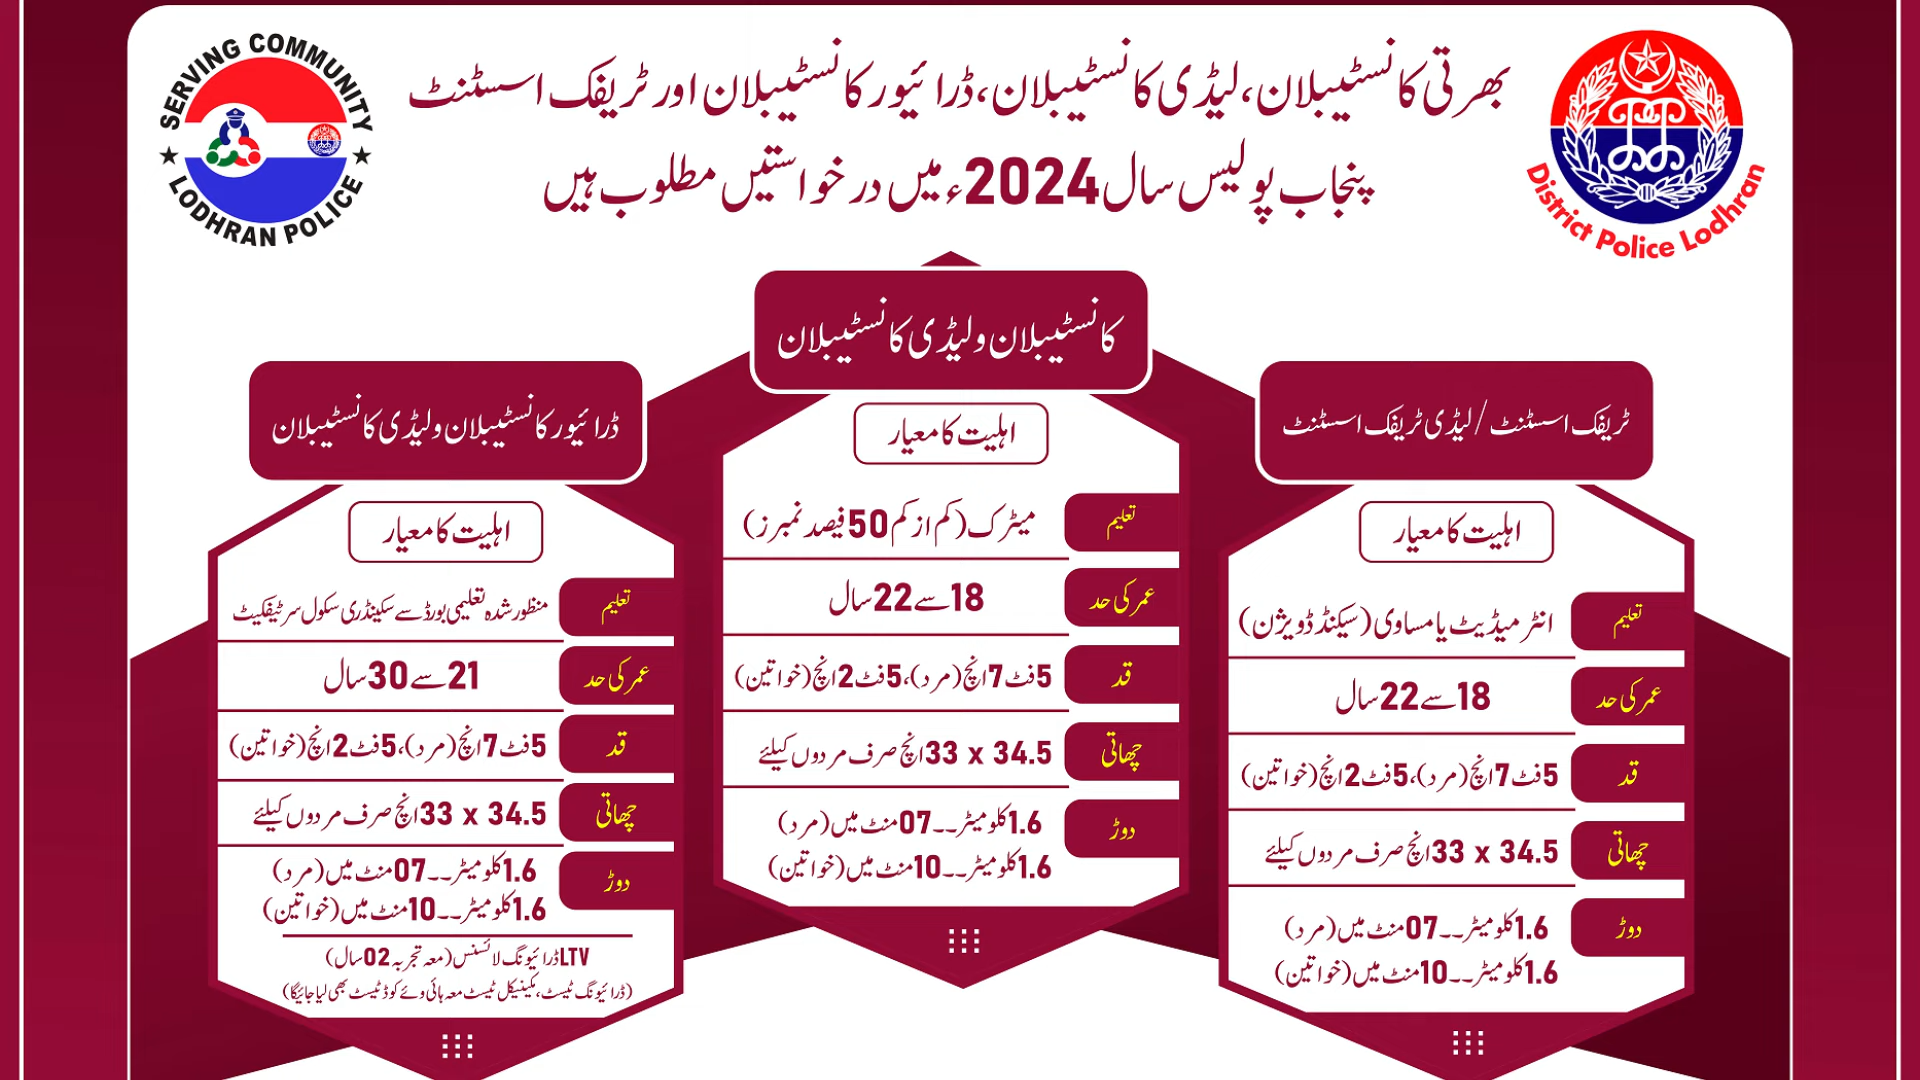 SERVING COMMUNITY
LODHRAN POLICE
District Police Lodhran
بھرتی کانسٹیبلان، لیڈی کانسٹیبلان، ڈرائیور کانسٹیبلان اور ٹریفک اسسٹنٹ
پنجاب پولیس سال 2024ء میں درخواستیں مطلوب ہیں
کانسٹیبلان ولیڈی کانسٹیبلان
اہلیت کا معیار
تعلیم
میٹرک (کم از کم 50 فیصد نمبرز)
عمر کی حد
18 سے 22 سال
قد
5 فٹ 7 انچ (مرد)، 5 فٹ 2 انچ (خواتین)
چھاتی
33 x 34.5 انچ صرف مردوں کیلئے
دوڑ
1.6 کلومیٹر۔۔07 منٹ میں (مرد)
1.6 کلومیٹر۔۔10 منٹ میں (خواتین)
ٹریفک اسسٹنٹ / لیڈی ٹریفک اسسٹنٹ
اہلیت کا معیار
تعلیم
انٹرمیڈیٹ یا مساوی (سیکنڈ ڈویژن)
عمر کی حد
18 سے 22 سال
قد
5 فٹ 7 انچ (مرد)، 5 فٹ 2 انچ (خواتین)
چھاتی
33 x 34.5 انچ صرف مردوں کیلئے
دوڑ
1.6 کلومیٹر۔۔07 منٹ میں (مرد)
1.6 کلومیٹر۔۔10 منٹ میں (خواتین)
ڈرائیور کانسٹیبلان ولیڈی کانسٹیبلان
اہلیت کا معیار
تعلیم
منظور شدہ تعلیمی بورڈ سے سکینڈری سکول سرٹیفکیٹ
عمر کی حد
21 سے 30 سال
قد
5 فٹ 7 انچ (مرد)، 5 فٹ 2 انچ (خواتین)
چھاتی
33 x 34.5 انچ صرف مردوں کیلئے
دوڑ
1.6 کلومیٹر۔۔07 منٹ میں (مرد)
1.6 کلومیٹر۔۔10 منٹ میں (خواتین)
LTV ڈرائیونگ لائسنس (معہ تجربہ 02 سال)
(ڈرائیونگ ٹیسٹ، مکینیکل ٹیسٹ معہ ہائی وے کوڈ ٹیسٹ بھی لیا جائیگا)